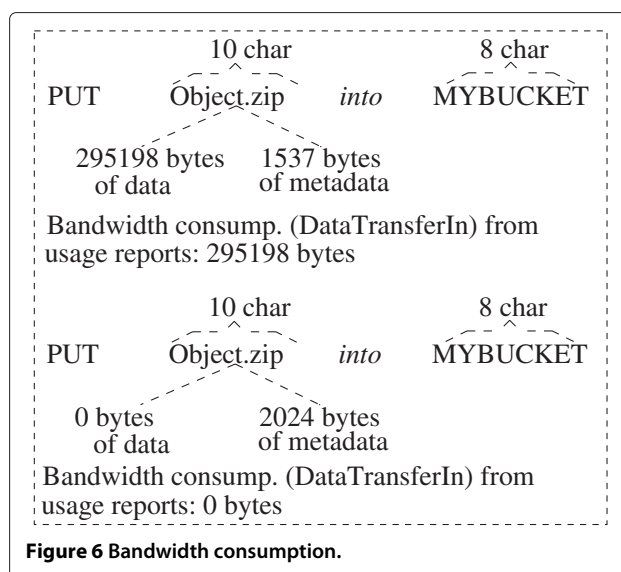 10 char 8 char
PUT Object.zip into MYBUCKET
295198 bytes 1537 bytes
of data of metadata
Bandwidth consump. (DataTransferIn) from
usage reports: 295198 bytes
10 char 8 char
PUT Object.zip into MYBUCKET
0 bytes 2024 bytes
of data of metadata
Bandwidth consump. (DataTransferIn) from
usage reports: 0 bytes
Figure 6 Bandwidth consumption.